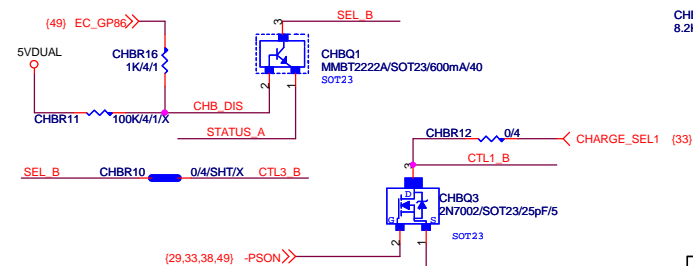 {49} EC_GP86
3
SEL_B
CHB
8.2K
5VDUAL
CHBR16
1K/4/1
CHBQ1
MMBT2222A/SOT23/600mA/40
SOT23
2
1
CHB_DIS
CHBR11
100K/4/1/X
STATUS_A
CHBR12
0/4
CHARGE_SEL1 {33}
3
CTL1_B
SEL_B
CHBR10
0/4/SHT/X
CTL3_B
D
G
S
CHBQ3
2N7002/SOT23/25pF/5
SOT23
2
1
{29,33,38,49} -PSON